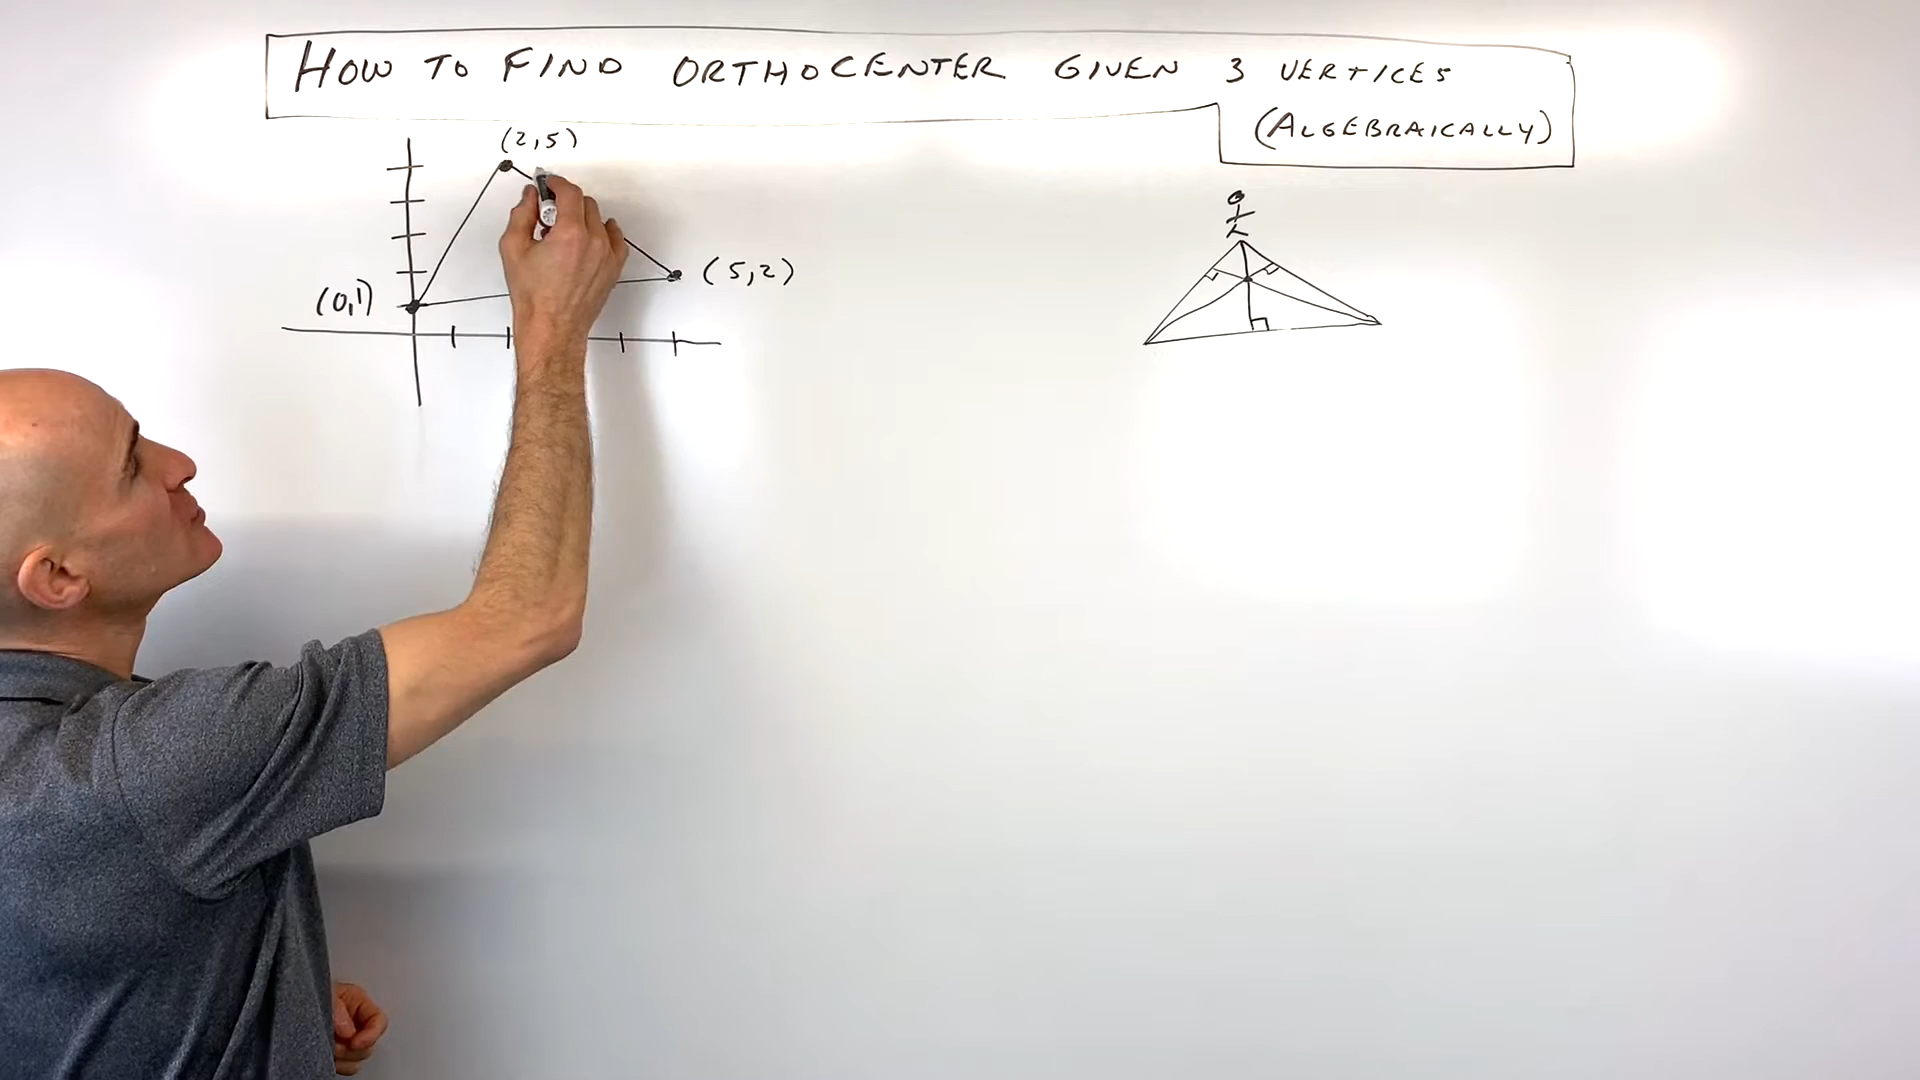 HOW TO FIND ORTHOCENTER GIVEN 3 VERTICES
(ALGEBRAICALLY)
(2,5)
(5,2)
(0,1)